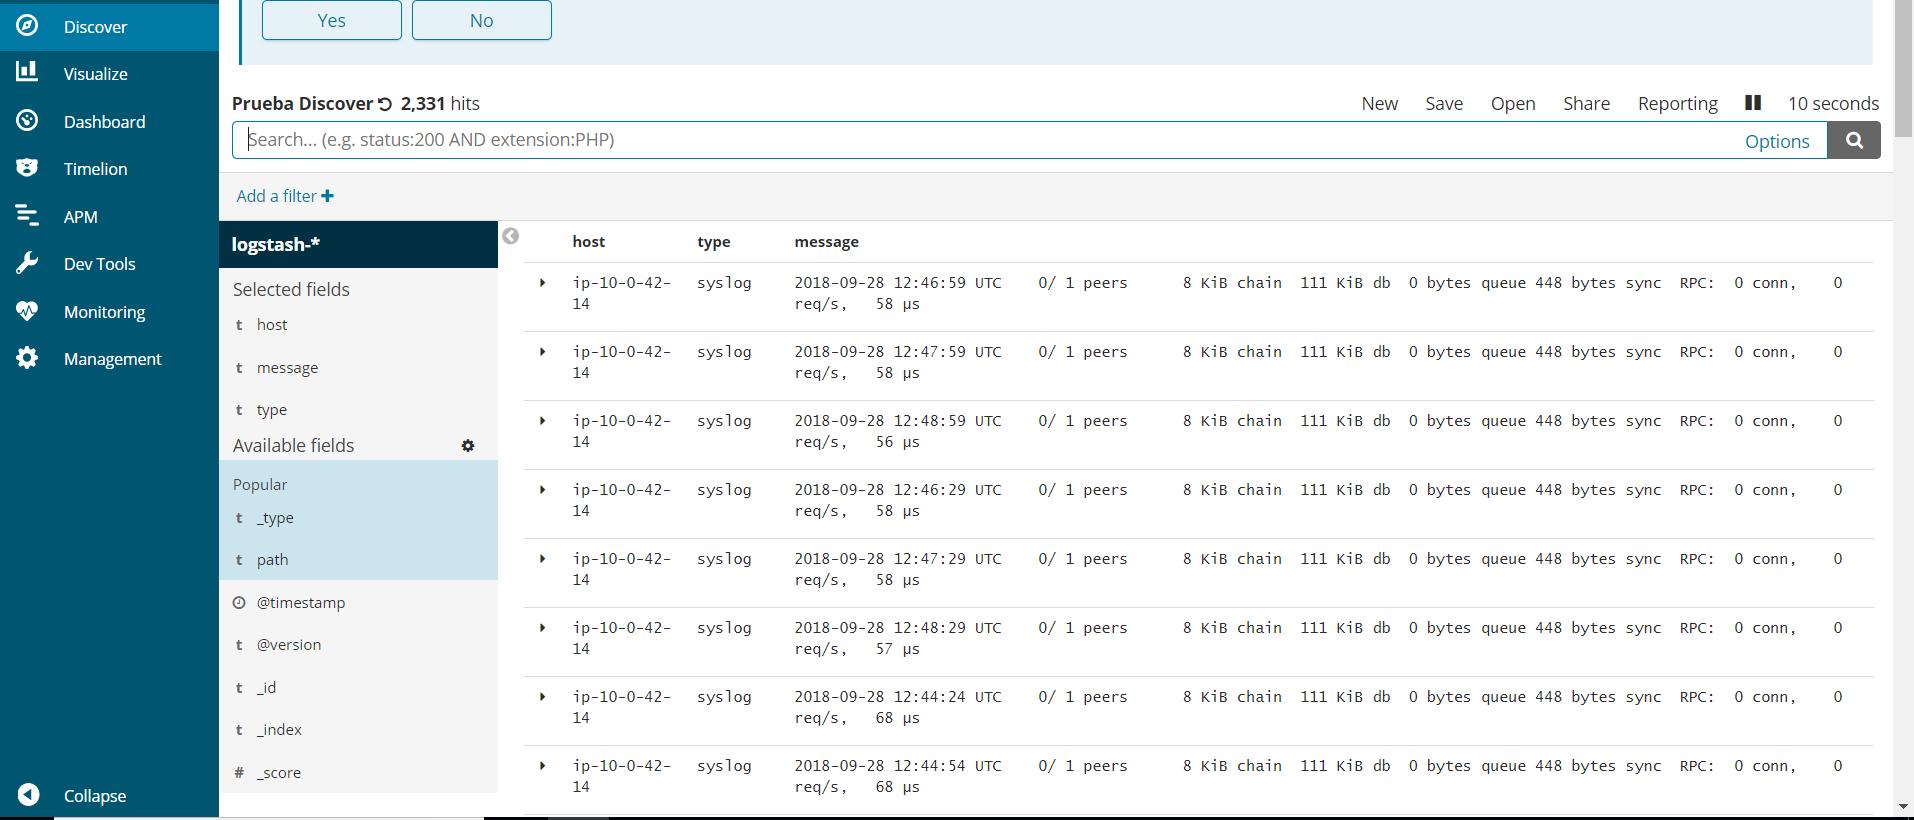 Discover
Visualize
Dashboard
Timelion
APM
Dev Tools
Monitoring
Management
Collapse
Yes No
Prueba Discover 2,331 hits
New Save Open Share Reporting 10 seconds
Search... (e.g. status:200 AND extension:PHP) Options
Add a filter
logstash-*
Selected fields
t host
t message
t type
Available fields
Popular
t _type
t path
@timestamp
t @version
t _id
t _index
# _score
host type message
ip-10-0-42- syslog 2018-09-28 12:46:59 UTC 0/ 1 peers 8 KiB chain 111 KiB db 0 bytes queue 448 bytes sync RPC: 0 conn, 0
14 req/s, 58 µs
ip-10-0-42- syslog 2018-09-28 12:47:59 UTC 0/ 1 peers 8 KiB chain 111 KiB db 0 bytes queue 448 bytes sync RPC: 0 conn, 0
14 req/s, 58 µs
ip-10-0-42- syslog 2018-09-28 12:48:59 UTC 0/ 1 peers 8 KiB chain 111 KiB db 0 bytes queue 448 bytes sync RPC: 0 conn, 0
14 req/s, 56 µs
ip-10-0-42- syslog 2018-09-28 12:46:29 UTC 0/ 1 peers 8 KiB chain 111 KiB db 0 bytes queue 448 bytes sync RPC: 0 conn, 0
14 req/s, 58 µs
ip-10-0-42- syslog 2018-09-28 12:47:29 UTC 0/ 1 peers 8 KiB chain 111 KiB db 0 bytes queue 448 bytes sync RPC: 0 conn, 0
14 req/s, 58 µs
ip-10-0-42- syslog 2018-09-28 12:48:29 UTC 0/ 1 peers 8 KiB chain 111 KiB db 0 bytes queue 448 bytes sync RPC: 0 conn, 0
14 req/s, 57 µs
ip-10-0-42- syslog 2018-09-28 12:44:24 UTC 0/ 1 peers 8 KiB chain 111 KiB db 0 bytes queue 448 bytes sync RPC: 0 conn, 0
14 req/s, 68 µs
ip-10-0-42- syslog 2018-09-28 12:44:54 UTC 0/ 1 peers 8 KiB chain 111 KiB db 0 bytes queue 448 bytes sync RPC: 0 conn, 0
14 req/s, 68 µs